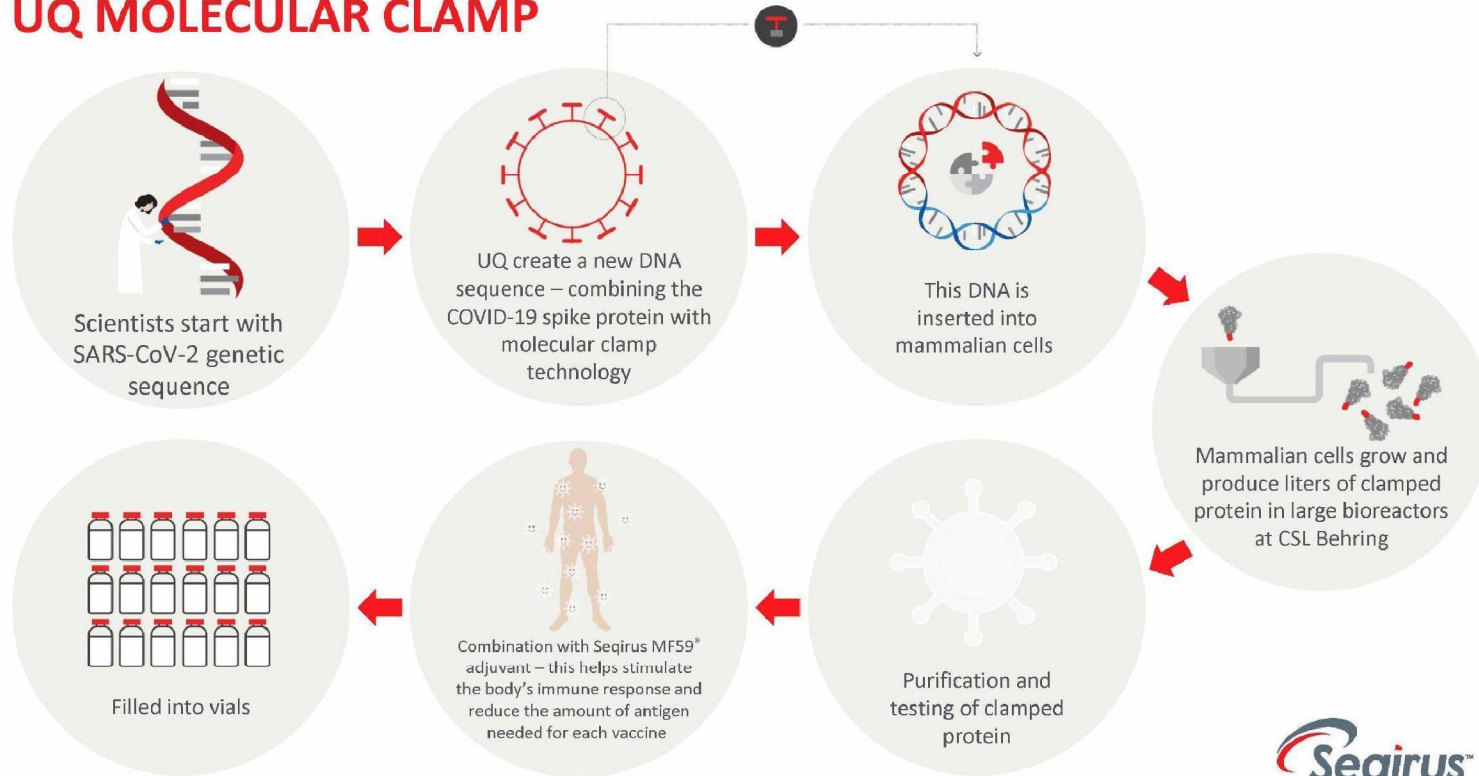 UQ MOLECULAR CLAMP
Scientists start with
SARS-CoV-2 genetic
sequence
UQ create a new DNA
sequence – combining the
COVID-19 spike protein with
molecular clamp
technology
This DNA is
inserted into
mammalian cells
Mammalian cells grow and
produce liters of clamped
protein in large bioreactors
at CSL Behring
Purification and
testing of clamped
protein
Combination with Seqirus MF59®
adjuvant – this helps stimulate
the body's immune response and
reduce the amount of antigen
needed for each vaccine
Filled into vials
Seqirus™